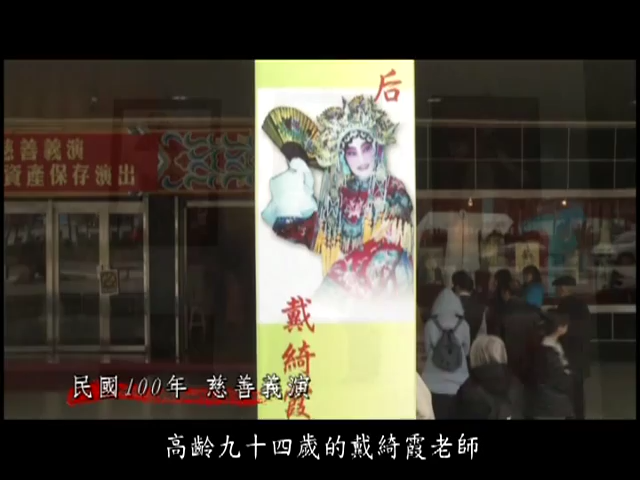 后
慈善義演
資產保存演出
戴綺霞
民國100年 慈善義演
高齡九十四歲的戴綺霞老師